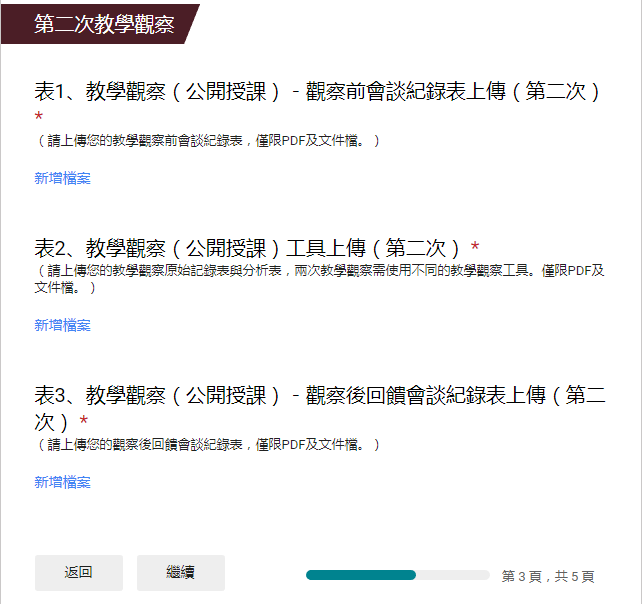 第二次教學觀察
表1、教學觀察（公開授課）- 觀察前會談紀錄表上傳（第二次）
*
（請上傳您的教學觀察前會談紀錄表，僅限PDF及文件檔。）
新增檔案
表2、教學觀察（公開授課）工具上傳（第二次） *
（請上傳您的教學觀察原始記錄表與分析表，兩次教學觀察需使用不同的教學觀察工具。僅限PDF及
文件檔。）
新增檔案
表3、教學觀察（公開授課）- 觀察後回饋會談紀錄表上傳（第二
次） *
（請上傳您的觀察後回饋會談紀錄表，僅限PDF及文件檔。）
新增檔案
返回 繼續 第 3 頁，共 5 頁